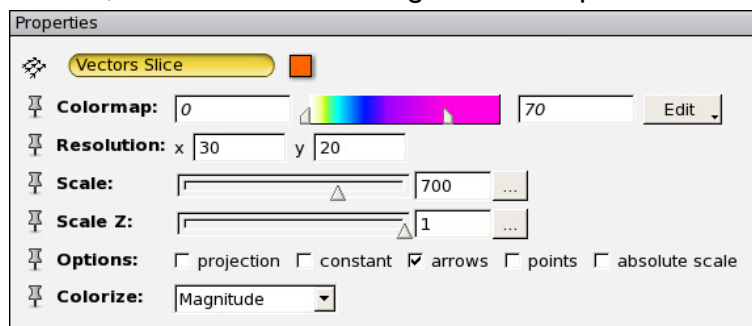 Properties
Vectors Slice
Colormap: 0 70 Edit
Resolution: x 30 y 20
Scale: 700 ...
Scale Z: 1 ...
Options: projection constant arrows points absolute scale
Colorize: Magnitude